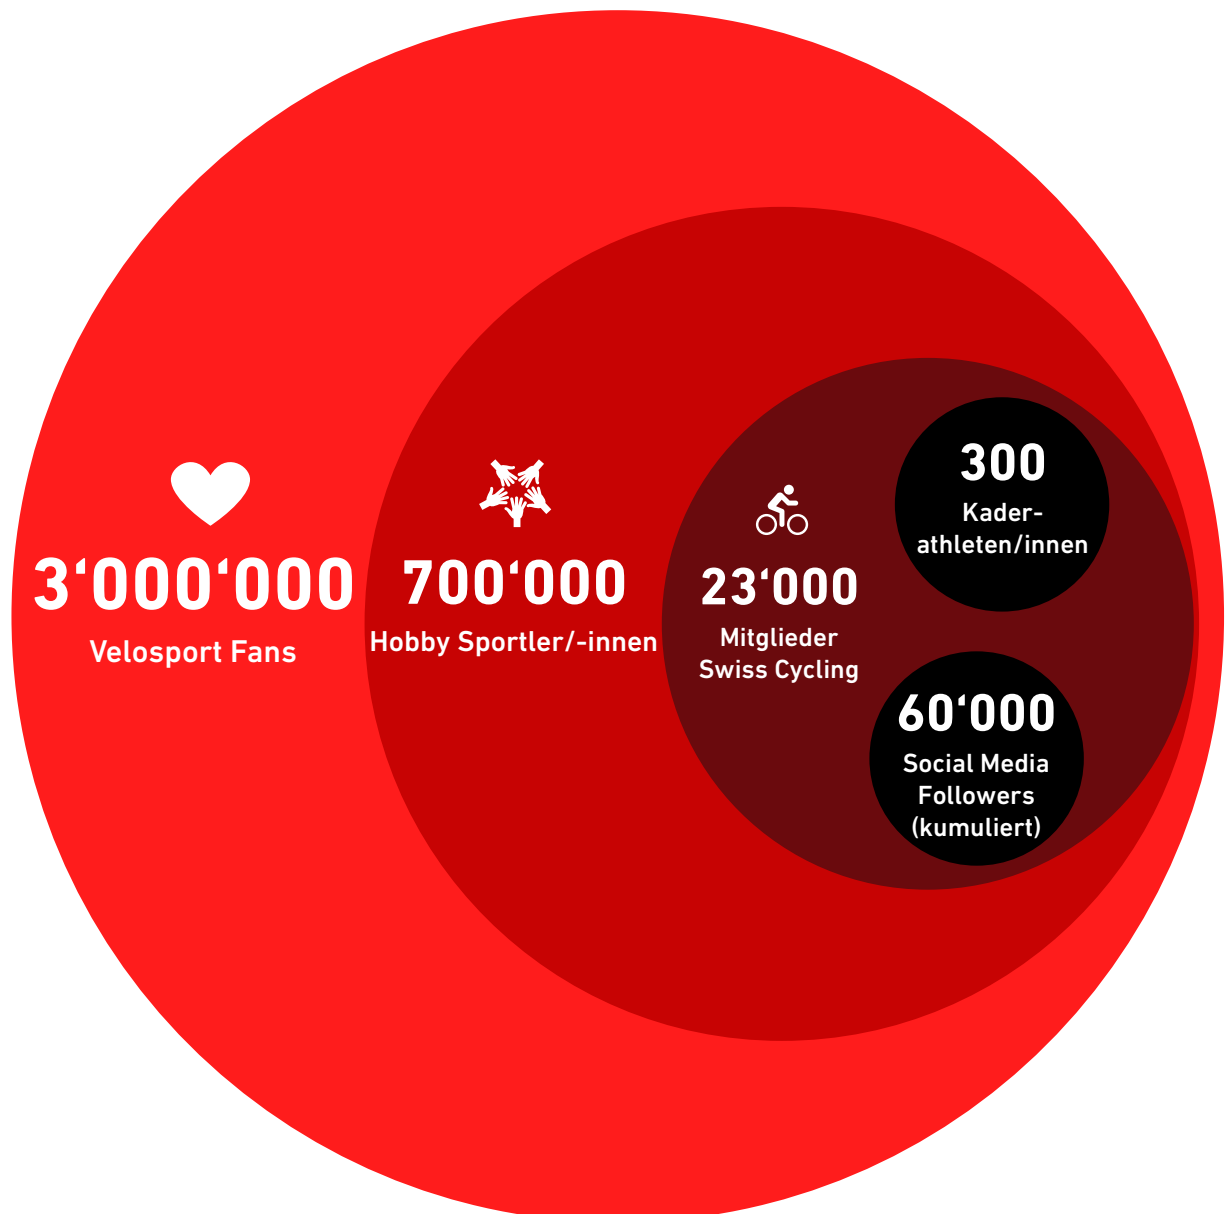 3‘000‘000
Velosport Fans
700‘000
Hobby Sportler/-innen
23‘000
Mitglieder
Swiss Cycling
300
Kader-
athleten/innen
60‘000
Social Media
Followers
(kumuliert)